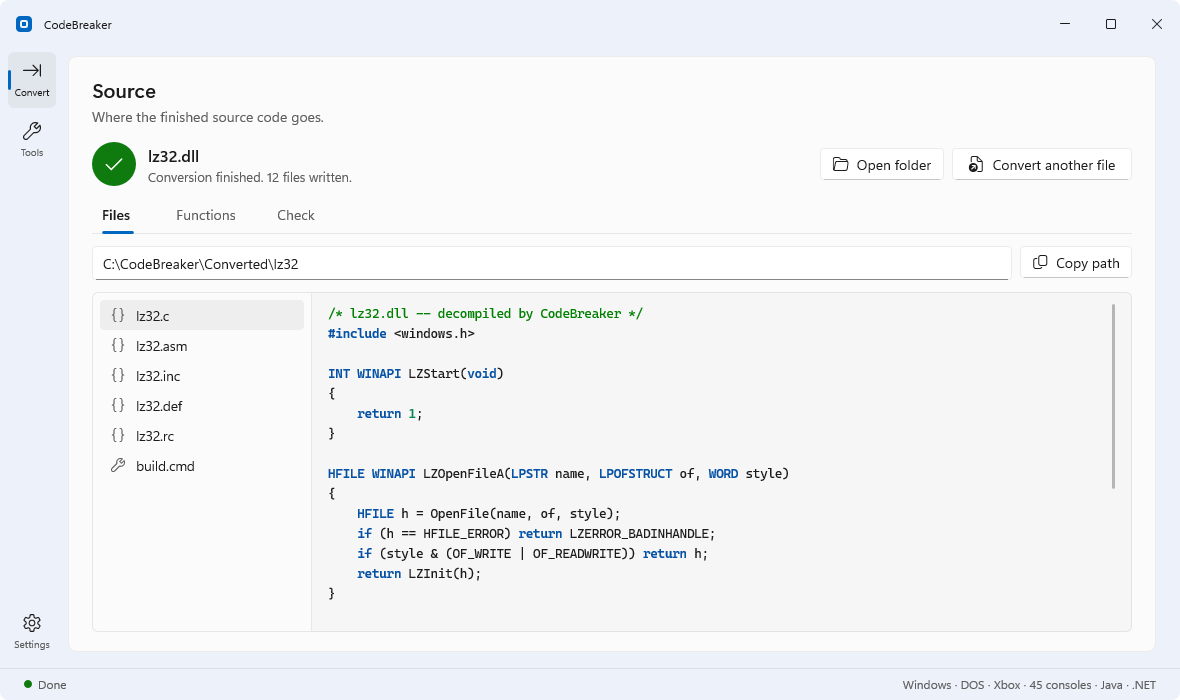 CodeBreaker
Convert
Tools
Settings
Source
Where the finished source code goes.
lz32.dll
Conversion finished. 12 files written.
Open folder
Convert another file
Files
Functions
Check
C:\CodeBreaker\Converted\lz32
Copy path
{} lz32.c
{} lz32.asm
{} lz32.inc
{} lz32.def
{} lz32.rc
build.cmd
/* lz32.dll -- decompiled by CodeBreaker */
#include <windows.h>
INT WINAPI LZStart(void)
{
    return 1;
}
HFILE WINAPI LZOpenFileA(LPSTR name, LPOFSTRUCT of, WORD style)
{
    HFILE h = OpenFile(name, of, style);
    if (h == HFILE_ERROR) return LZERROR_BADINHANDLE;
    if (style & (OF_WRITE | OF_READWRITE)) return h;
    return LZInit(h);
}
Done
Windows · DOS · Xbox · 45 consoles · Java · .NET